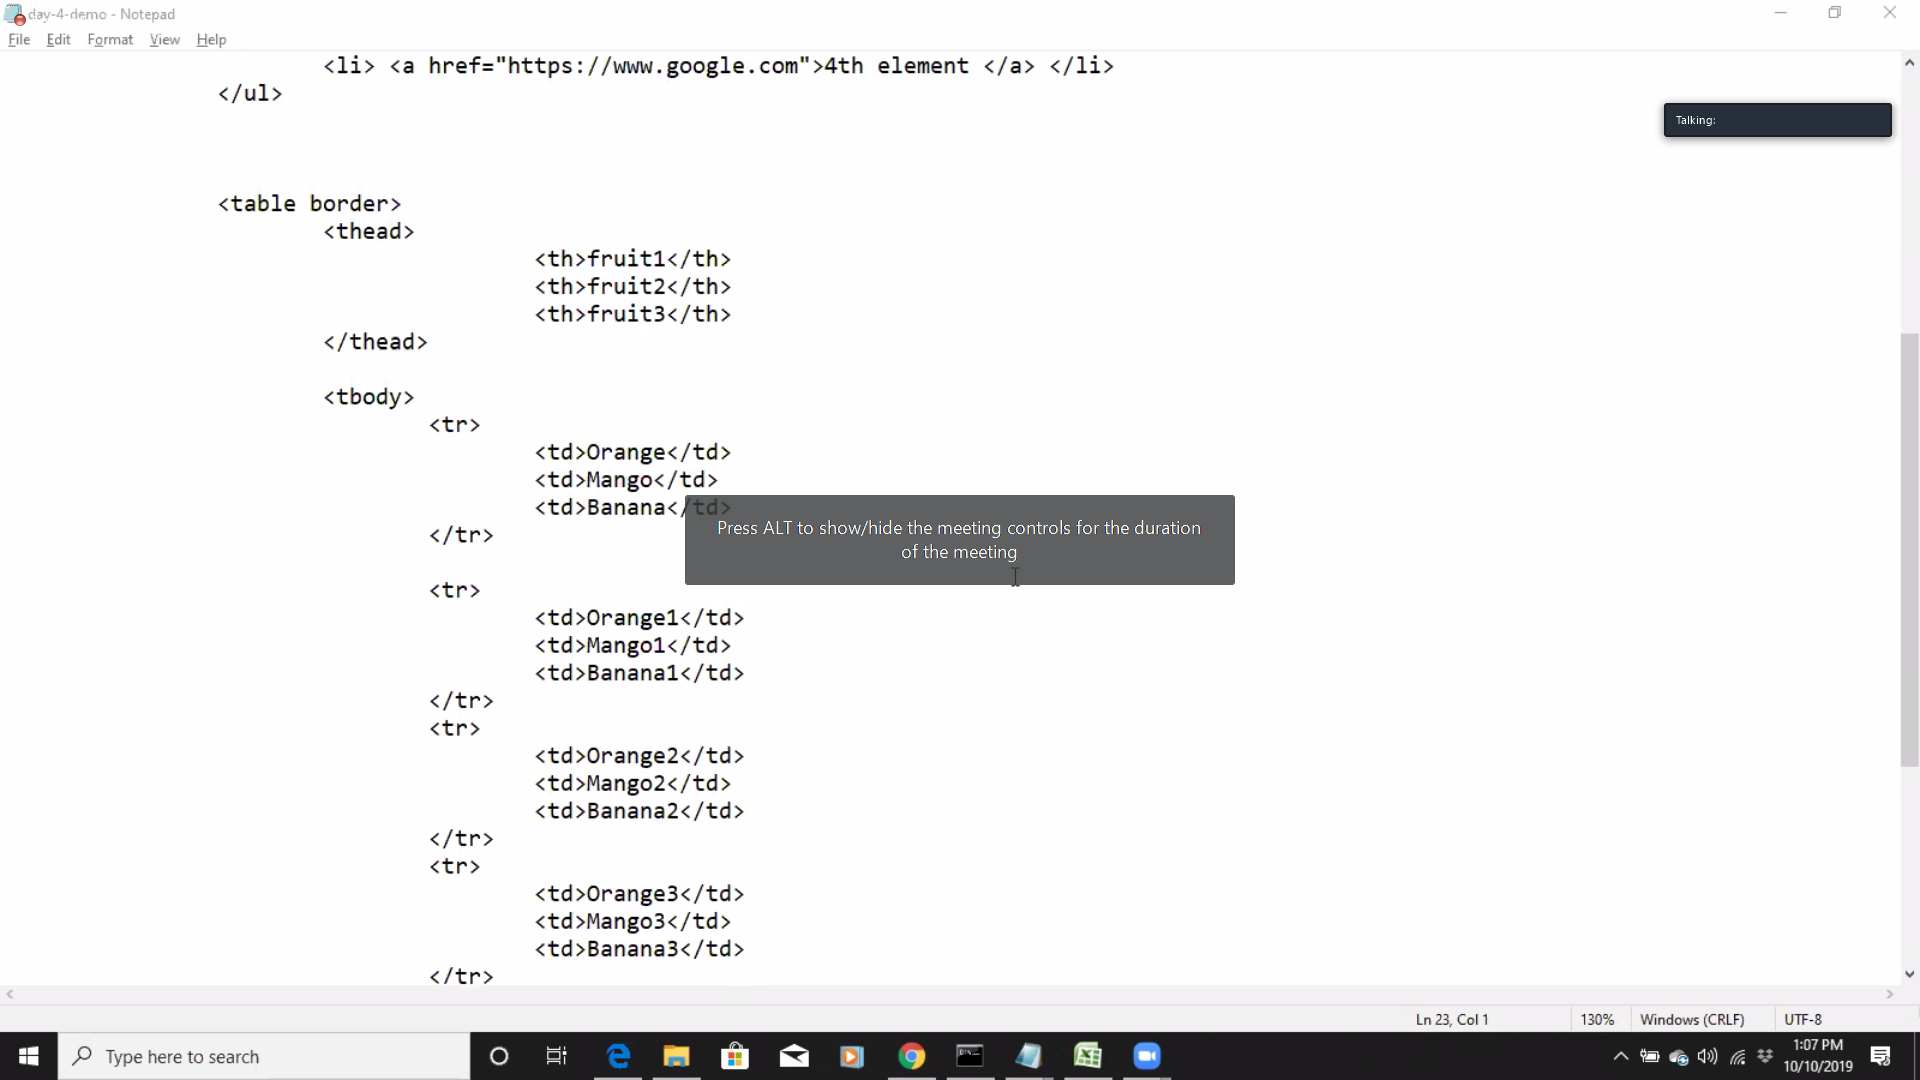 day-4-demo - Notepad
File Edit Format View Help
<li> <a href="https://www.google.com">4th element </a> </li>
</ul>
Talking:
<table border>
<thead>
<th>fruit1</th>
<th>fruit2</th>
<th>fruit3</th>
</thead>
<tbody>
<tr>
<td>Orange</td>
<td>Mango</td>
<td>Banana</td>
Press ALT to show/hide the meeting controls for the duration
of the meeting
</tr>
<tr>
<td>Orange1</td>
<td>Mango1</td>
<td>Banana1</td>
</tr>
<tr>
<td>Orange2</td>
<td>Mango2</td>
<td>Banana2</td>
</tr>
<tr>
<td>Orange3</td>
<td>Mango3</td>
<td>Banana3</td>
</tr>
Ln 23, Col 1 130% Windows (CRLF) UTF-8
Type here to search
1:07 PM
10/10/2019